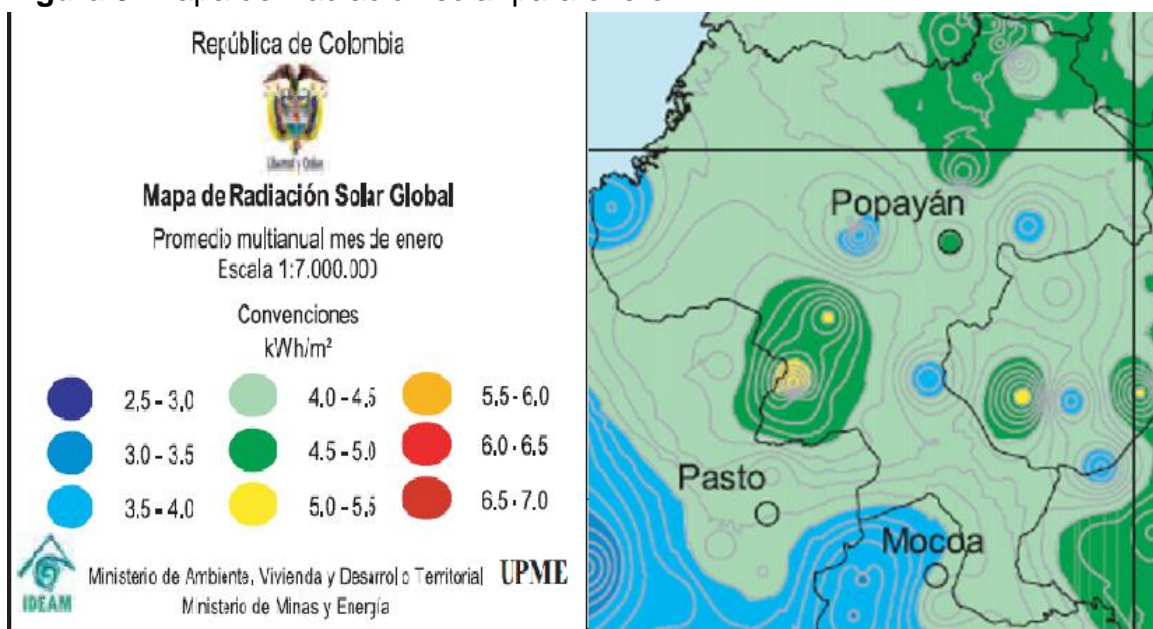 República de Colombia
Libertad y Orden
Mapa de Radiación Solar Global
Promedio multianual mes de enero
Escala 1:7.000.000
Convenciones
kWh/m²
2,5 - 3,0
4,0 - 4,5
5,5 - 6,0
3,0 - 3,5
4,5 - 5,0
6,0 - 6,5
3,5 - 4,0
5,0 - 5,5
6,5 - 7,0
IDEAM
Ministerio de Ambiente, Vivienda y Desarrollo Territorial
UPME
Ministerio de Minas y Energía
Popayán
Pasto
Mocoa